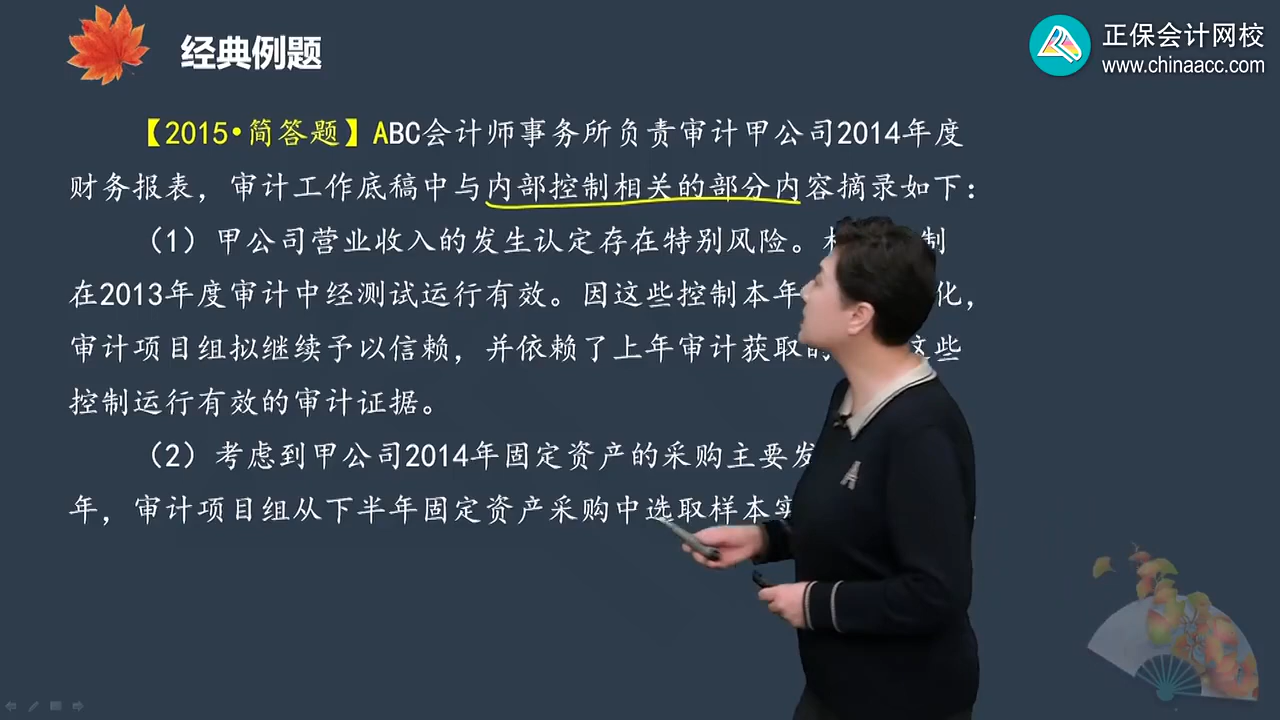 经典例题
正保会计网校
www.chinaacc.com
【2015•简答题】ABC会计师事务所负责审计甲公司2014年度
财务报表，审计工作底稿中与内部控制相关的部分内容摘录如下：
（1）甲公司营业收入的发生认定存在特别风险。 制
在2013年度审计中经测试运行有效。因这些控制本年 化，
审计项目组拟继续予以信赖，并依赖了上年审计获取的 这些
控制运行有效的审计证据。
（2）考虑到甲公司2014年固定资产的采购主要发
年，审计项目组从下半年固定资产采购中选取样本实